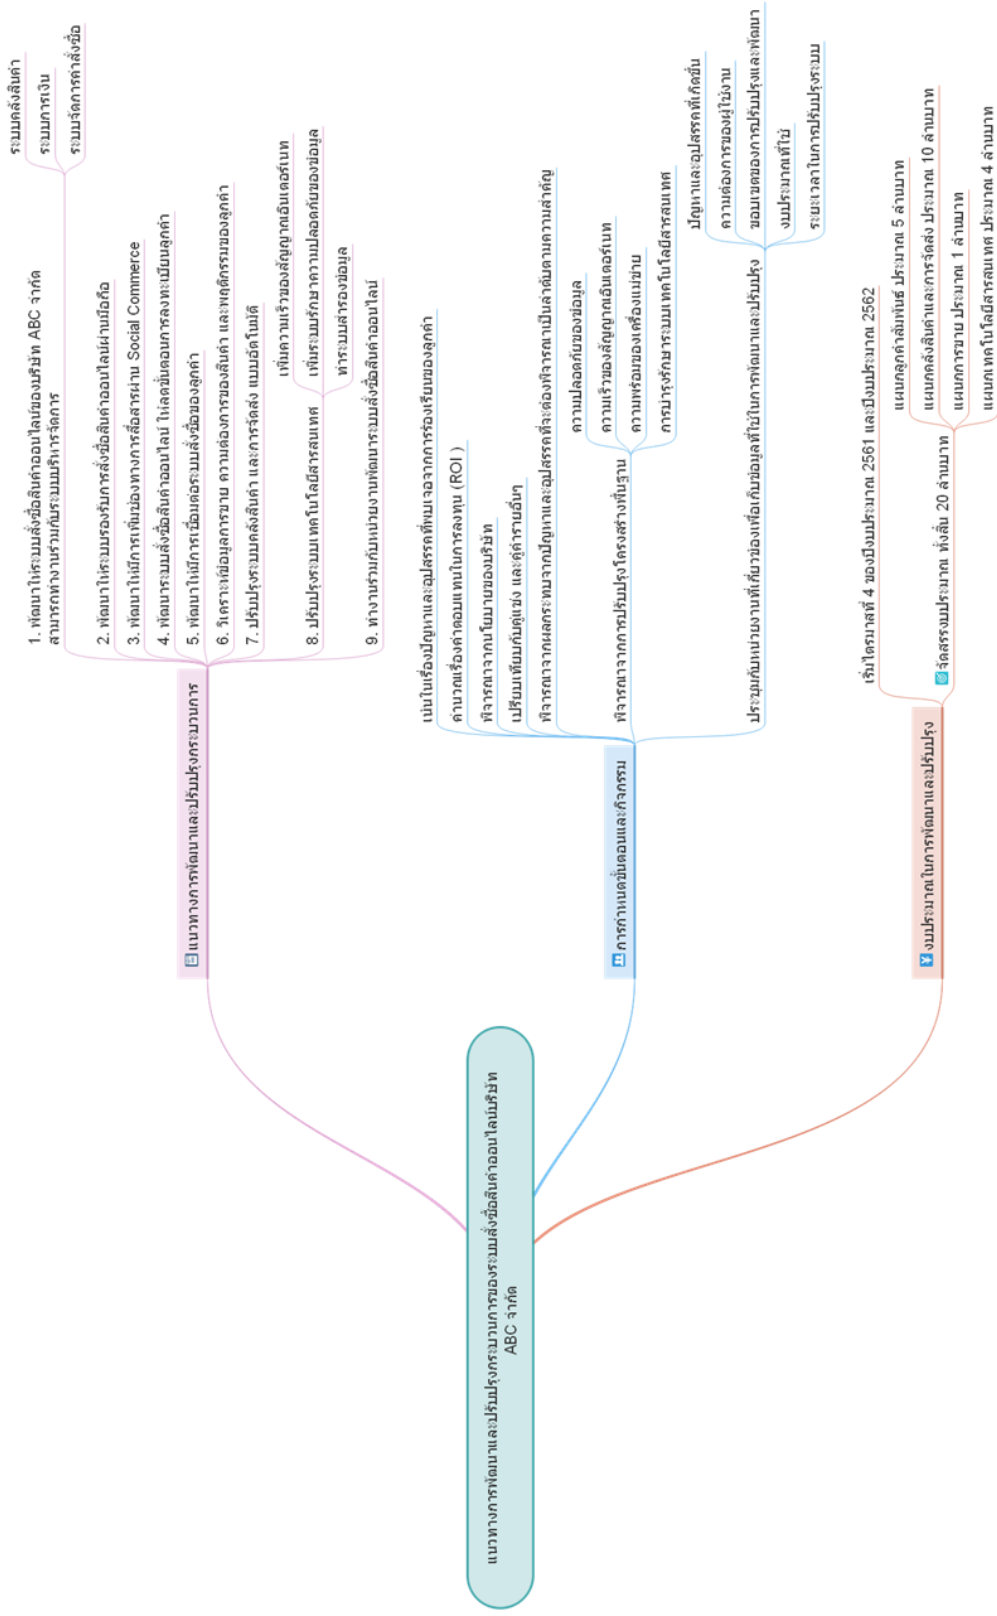 แนวทางการพัฒนาและปรับปรุงกระบวนการของระบบสั่งซื้อสินค้าออนไลน์บริษัท
ABC จำกัด
แนวทางการพัฒนาและปรับปรุงกระบวนการ
1. พัฒนาให้ระบบสั่งซื้อสินค้าออนไลน์ของบริษัท ABC จำกัด
สามารถทำงานร่วมกับระบบบริหารจัดการ
ระบบคลังสินค้า
ระบบการเงิน
ระบบจัดการคำสั่งซื้อ
2. พัฒนาให้ระบบรองรับการสั่งซื้อสินค้าออนไลน์ผ่านมือถือ
3. พัฒนาให้มีการเพิ่มช่องทางการสื่อสารผ่าน Social Commerce
4. พัฒนาระบบสั่งซื้อสินค้าออนไลน์ ให้ลดขั้นตอนการลงทะเบียนลูกค้า
5. พัฒนาให้มีการเชื่อมต่อระบบสั่งซื้อของลูกค้า
6. วิเคราะห์ข้อมูลการขาย ความต้องการของสินค้า และพฤติกรรมของลูกค้า
7. ปรับปรุงระบบคลังสินค้า และการจัดส่ง แบบอัตโนมัติ
8. ปรับปรุงระบบเทคโนโลยีสารสนเทศ
เพิ่มความเร็วของสัญญาณอินเตอร์เนท
เพิ่มระบบรักษาความปลอดภัยของข้อมูล
ทำระบบสำรองข้อมูล
9. ทำงานร่วมกับหน่วยงานพัฒนาระบบสั่งซื้อสินค้าออนไลน์
การกำหนดขั้นตอนและกิจกรรม
เน้นในเรื่องปัญหาและอุปสรรคที่พบเจอจากการร้องเรียนของลูกค้า
คำนวณเรื่องค่าตอบแทนในการลงทุน (ROI )
พิจารณาจากนโยบายของบริษัท
เปรียบเทียบกับคู่แข่ง และคู่ค้ารายอื่นๆ
พิจารณาจากผลกระทบจากปัญหาและอุปสรรคที่จะต้องพิจารณาเป็นลำดับตามความสำคัญ
พิจารณาจากการปรับปรุงโครงสร้างพื้นฐาน
ความปลอดภัยของข้อมูล
ความเร็วของสัญญาณอินเตอร์เนท
ความพร้อมของเครื่องแม่ข่าย
การบำรุงรักษาระบบเทคโนโลยีสารสนเทศ
ประชุมกับหน่วยงานที่เกี่ยวข้องเพื่อเก็บข้อมูลที่ใช้ในการพัฒนาและปรับปรุง
ปัญหาและอุปสรรคที่เกิดขึ้น
ความต้องการของผู้ใช้งาน
ขอบเขตของการปรับปรุงและพัฒนา
งบประมาณที่ใช้
ระยะเวลาในการปรับปรุงระบบ
งบประมาณในการพัฒนาและปรับปรุง
เริ่มไตรมาสที่ 4 ของปีงบประมาณ 2561 และปีงบประมาณ 2562
จัดสรรงบประมาณ ทั้งสิ้น 20 ล้านบาท
แผนกลูกค้าสัมพันธ์ ประมาณ 5 ล้านบาท
แผนกคลังสินค้าและการจัดส่ง ประมาณ 10 ล้านบาท
แผนกการขาย ประมาณ 1 ล้านบาท
แผนกเทคโนโลยีสารสนเทศ ประมาณ 4 ล้านบาท